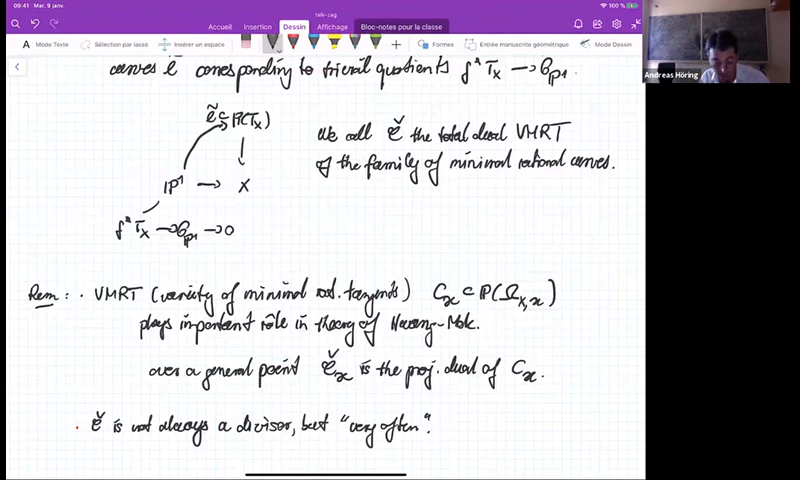 09:41 Mar. 9 janv.
talk-zag
100 %
Accueil Insertion Dessin Affichage Bloc-notes pour la classe
A Mode Texte Sélection par lasso Insérer un espace Formes Entrée manuscrite géométrique Mode Dessin
Andreas Höring
curves l corresponding to trivial quotients f* T_X → O_P1
l̃ ⊂ P(T_X)
We call Č the total dual VMRT
of the family of minimal rational curves.
P1 → X
f* T_X → O_P1 → 0
Rem : · VMRT (variety of minimal rat. tangents) C_x ⊂ P(Ω_X,x)
plays important rôle in theory of Hwang-Mok.
over a general point Č_x is the proj. dual of C_x.
· Č is not always a divisor, but "very often".